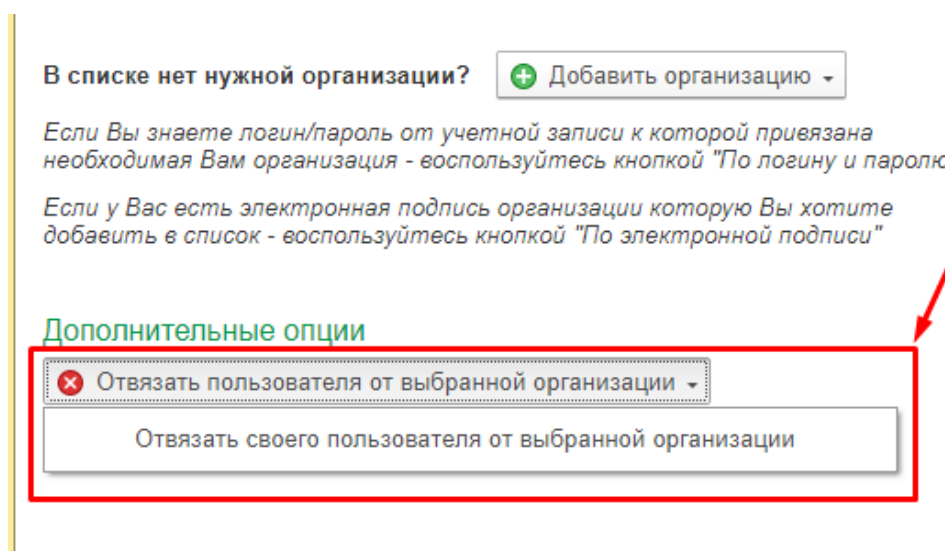 В списке нет нужной организации? Добавить организацию
Если Вы знаете логин/пароль от учетной записи к которой привязана
необходимая Вам организация - воспользуйтесь кнопкой "По логину и паролю
Если у Вас есть электронная подпись организации которую Вы хотите
добавить в список - воспользуйтесь кнопкой "По электронной подписи"
Дополнительные опции
Отвязать пользователя от выбранной организации
Отвязать своего пользователя от выбранной организации